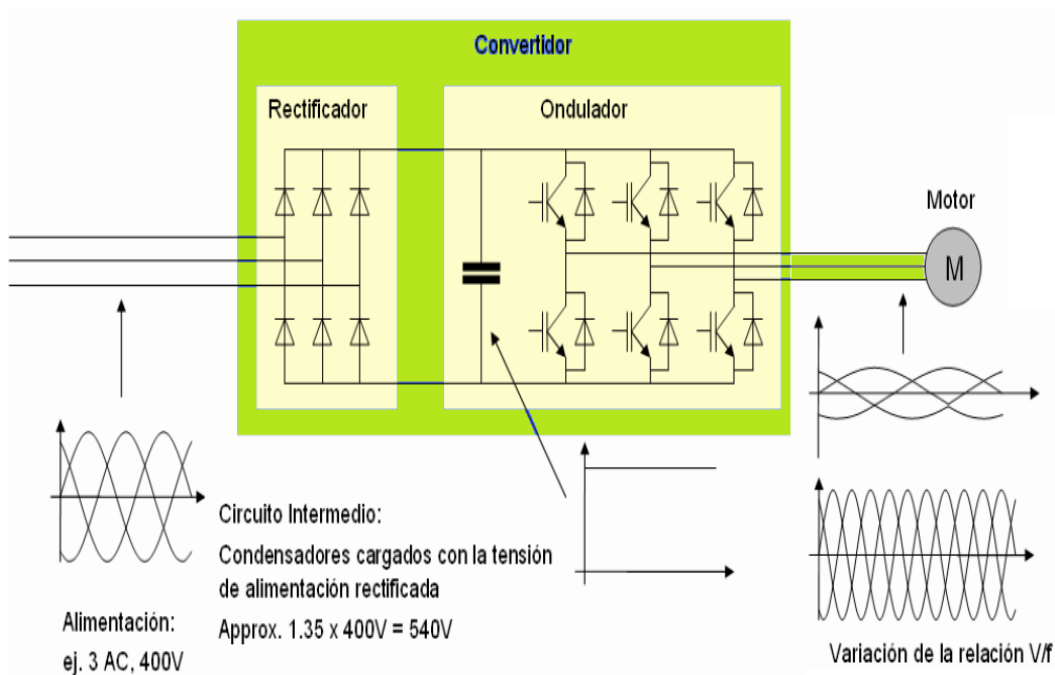 Convertidor
Rectificador
Ondulador
Motor
M
Circuito Intermedio:
Condensadores cargados con la tensión
de alimentación rectificada
Approx. 1.35 x 400V = 540V
Alimentación:
ej. 3 AC, 400V
Variación de la relación V/f